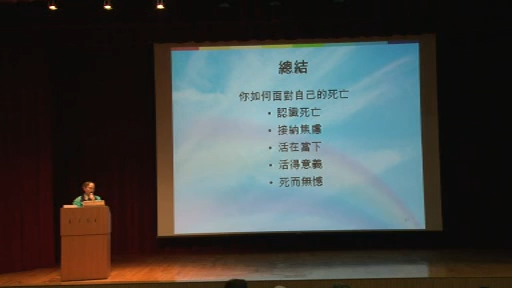 總結
你如何面對自己的死亡
• 認識死亡
• 接納焦慮
• 活在當下
• 活得意義
• 死而無憾